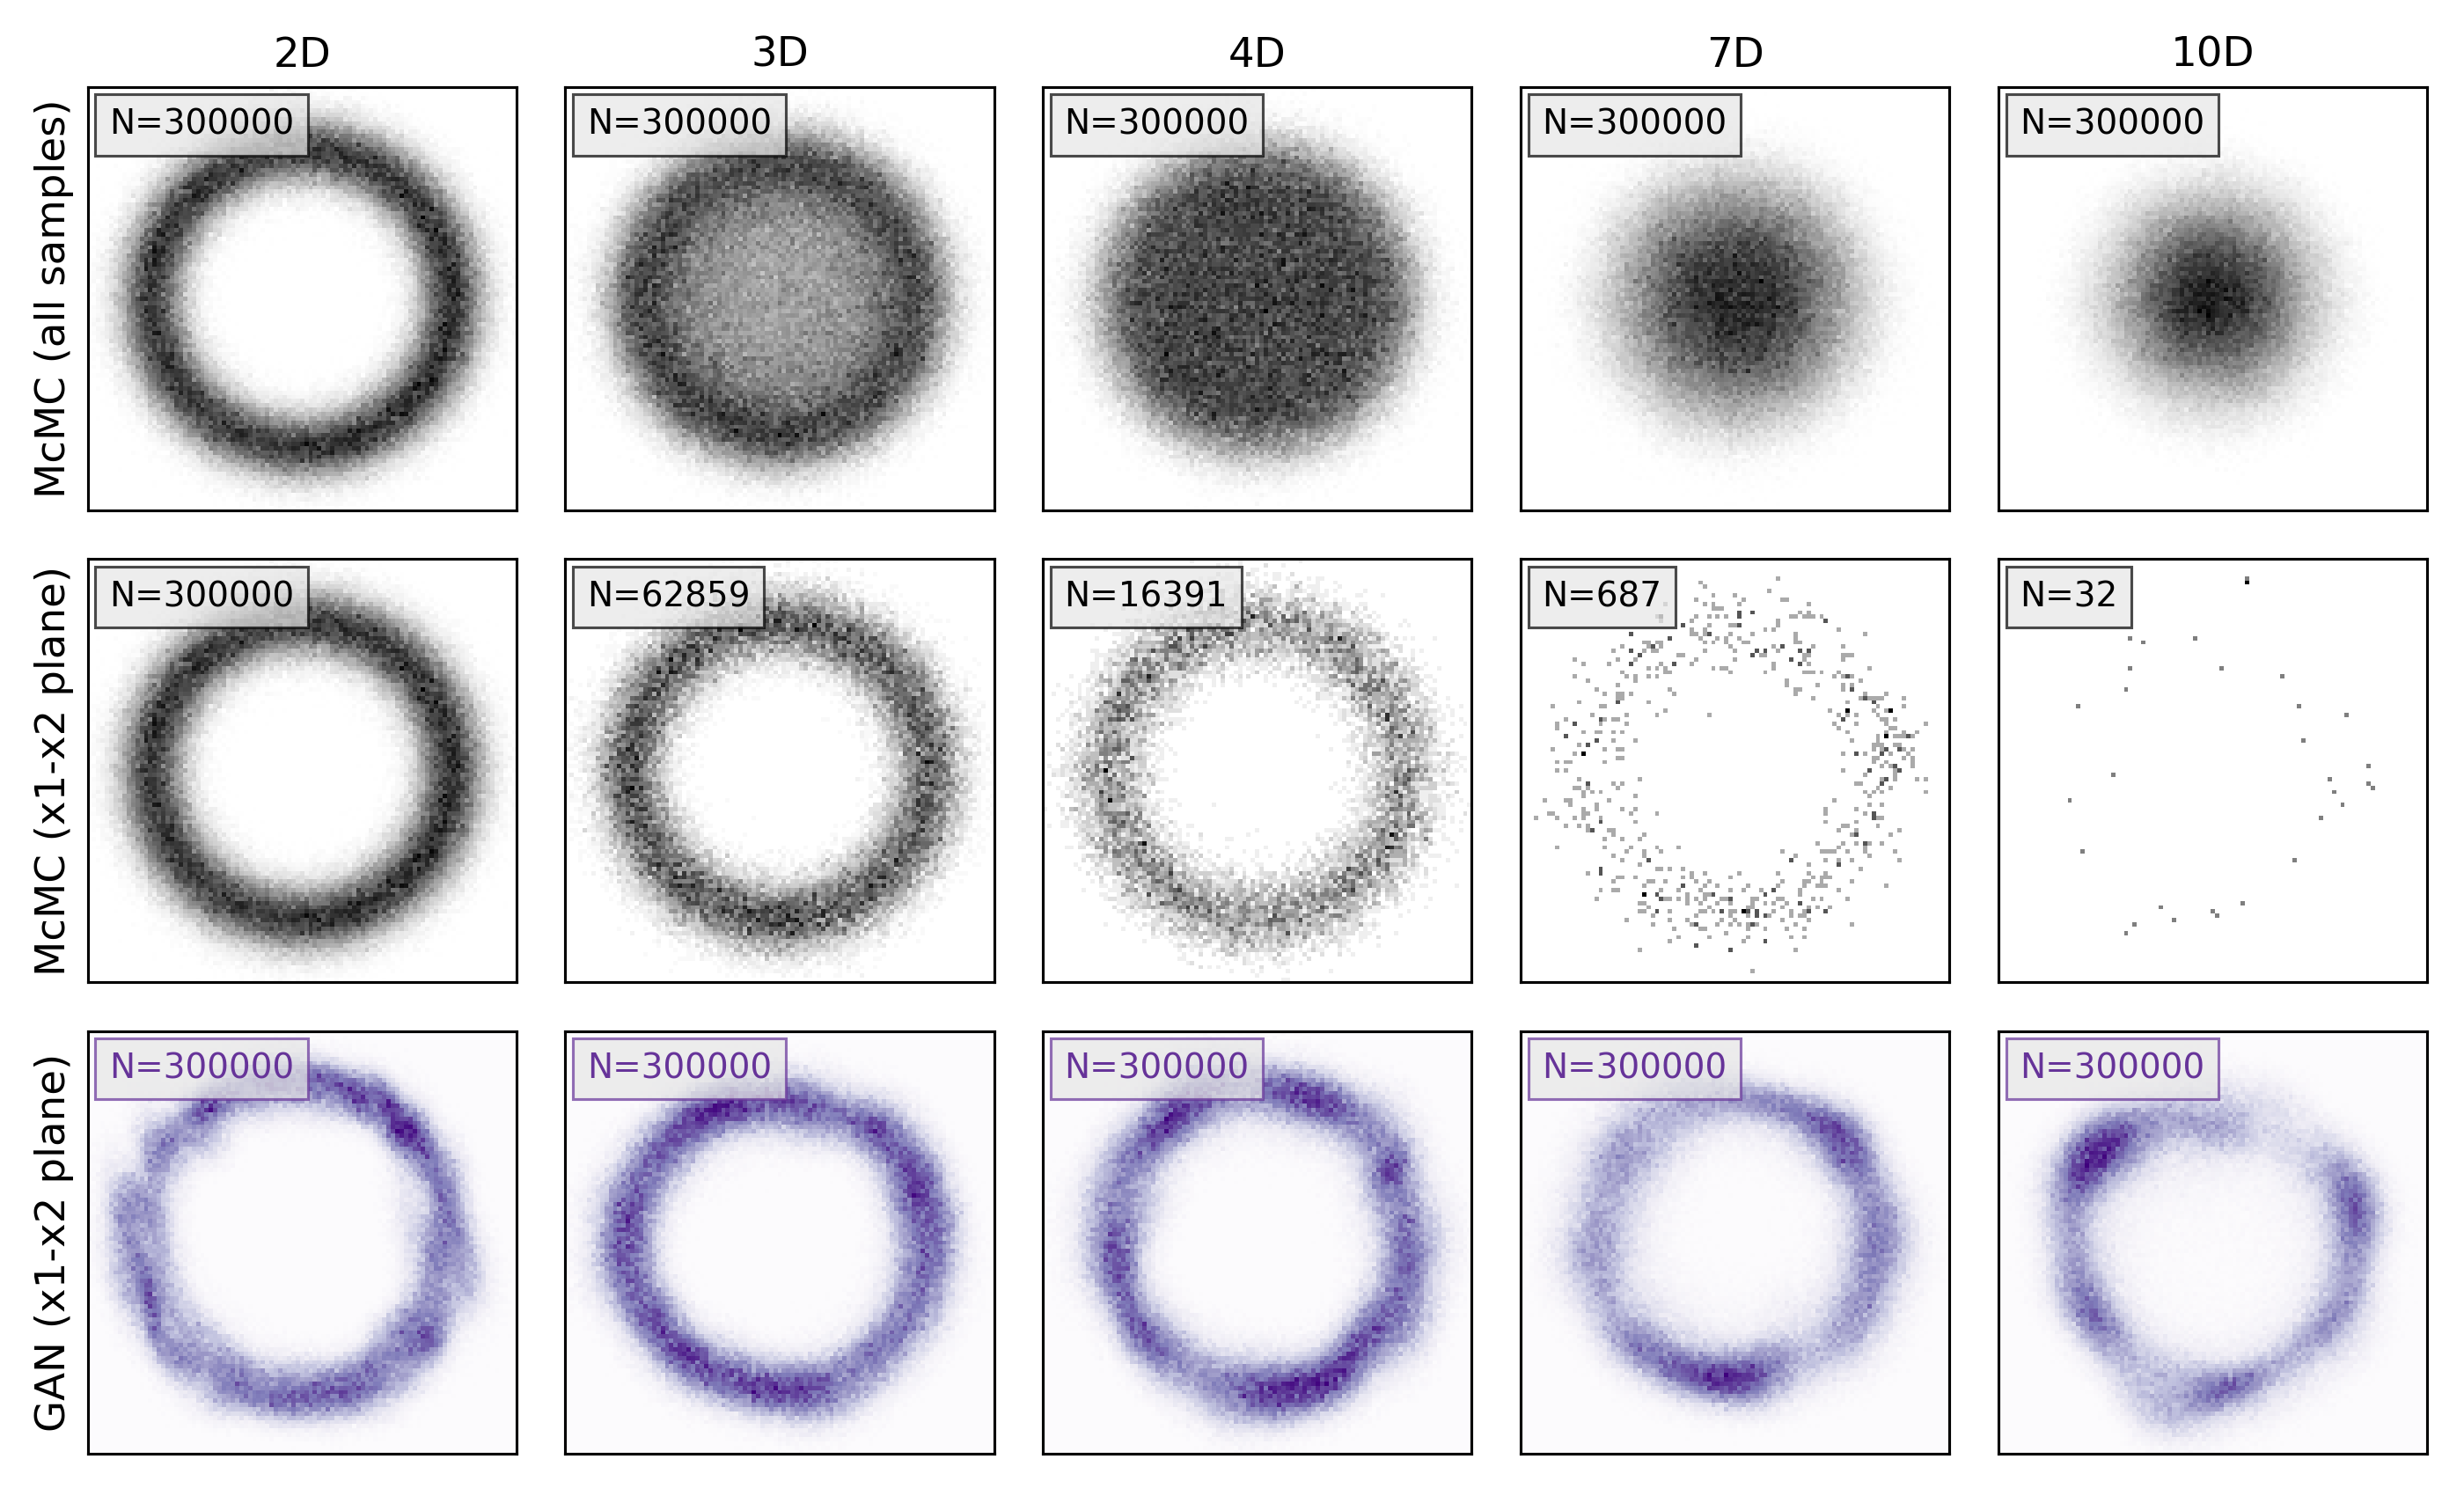 2D 3D 4D 7D 10D
McMC (all samples)
N=300000 N=300000 N=300000 N=300000 N=300000
McMC (x1-x2 plane)
N=300000 N=62859 N=16391 N=687 N=32
GAN (x1-x2 plane)
N=300000 N=300000 N=300000 N=300000 N=300000